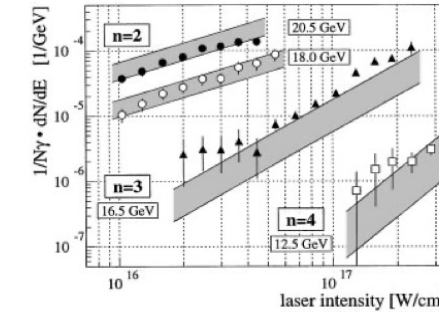 1/Nγ • dN/dE [1/GeV]
10⁻⁴
10⁻⁵
10⁻⁶
10⁻⁷
n=2
20.5 GeV
18.0 GeV
n=3
16.5 GeV
n=4
12.5 GeV
10¹⁶
10¹⁷
laser intensity [W/cm